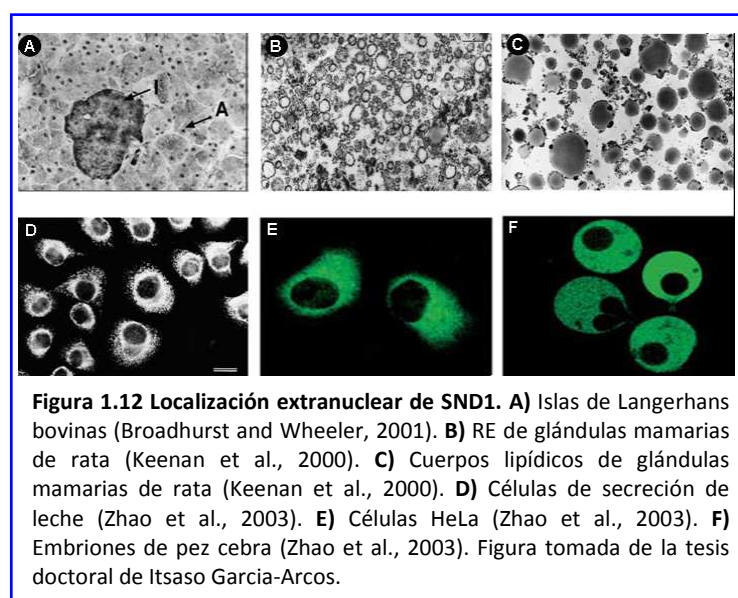 A
I
A
B
C
D
E
F
Figura 1.12 Localización extranuclear de SND1. A) Islas de Langerhans
bovinas (Broadhurst and Wheeler, 2001). B) RE de glándulas mamarias
de rata (Keenan et al., 2000). C) Cuerpos lipídicos de glándulas
mamarias de rata (Keenan et al., 2000). D) Células de secreción de
leche (Zhao et al., 2003). E) Células HeLa (Zhao et al., 2003). F)
Embriones de pez cebra (Zhao et al., 2003). Figura tomada de la tesis
doctoral de Itsaso Garcia-Arcos.